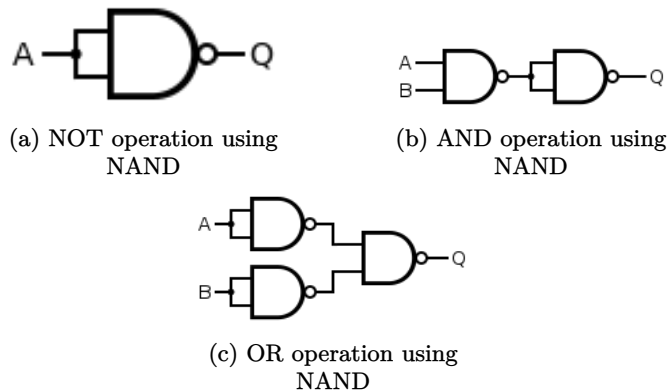 A Q
A
B
Q
(a) NOT operation using
NAND
(b) AND operation using
NAND
A
B
Q
(c) OR operation using
NAND